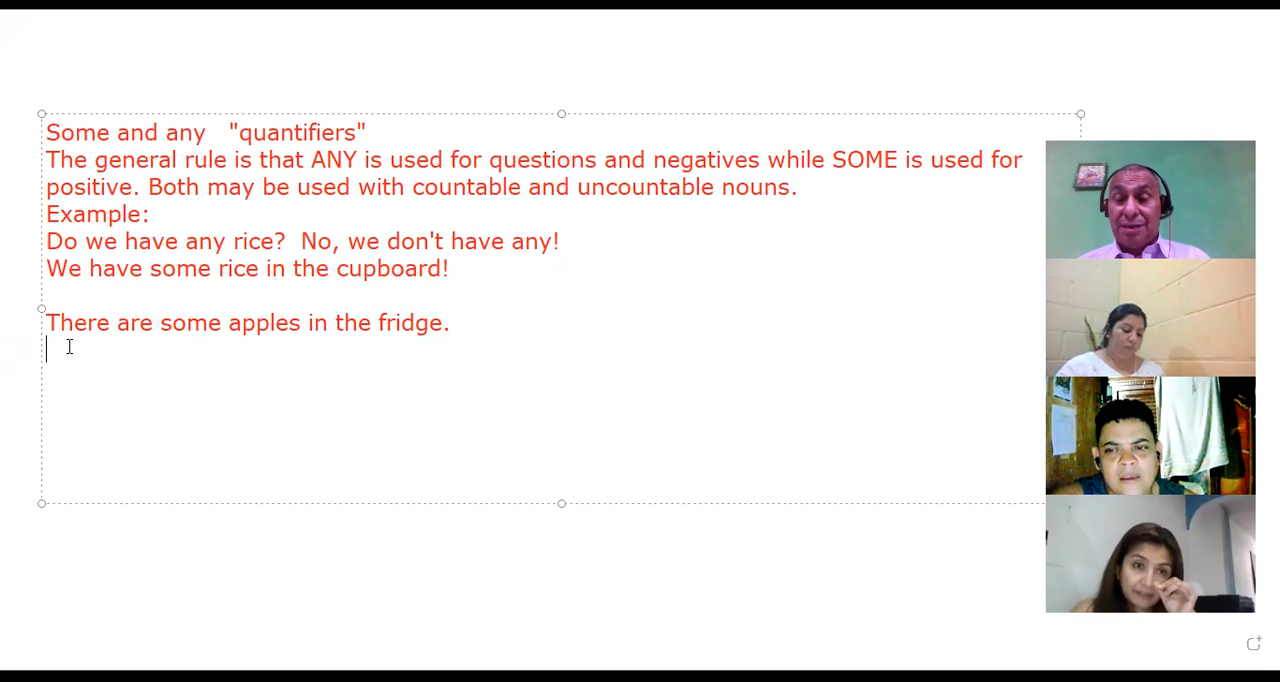 Some and any "quantifiers"
The general rule is that ANY is used for questions and negatives while SOME is used for
positive. Both may be used with countable and uncountable nouns.
Example:
Do we have any rice? No, we don't have any!
We have some rice in the cupboard!
There are some apples in the fridge.